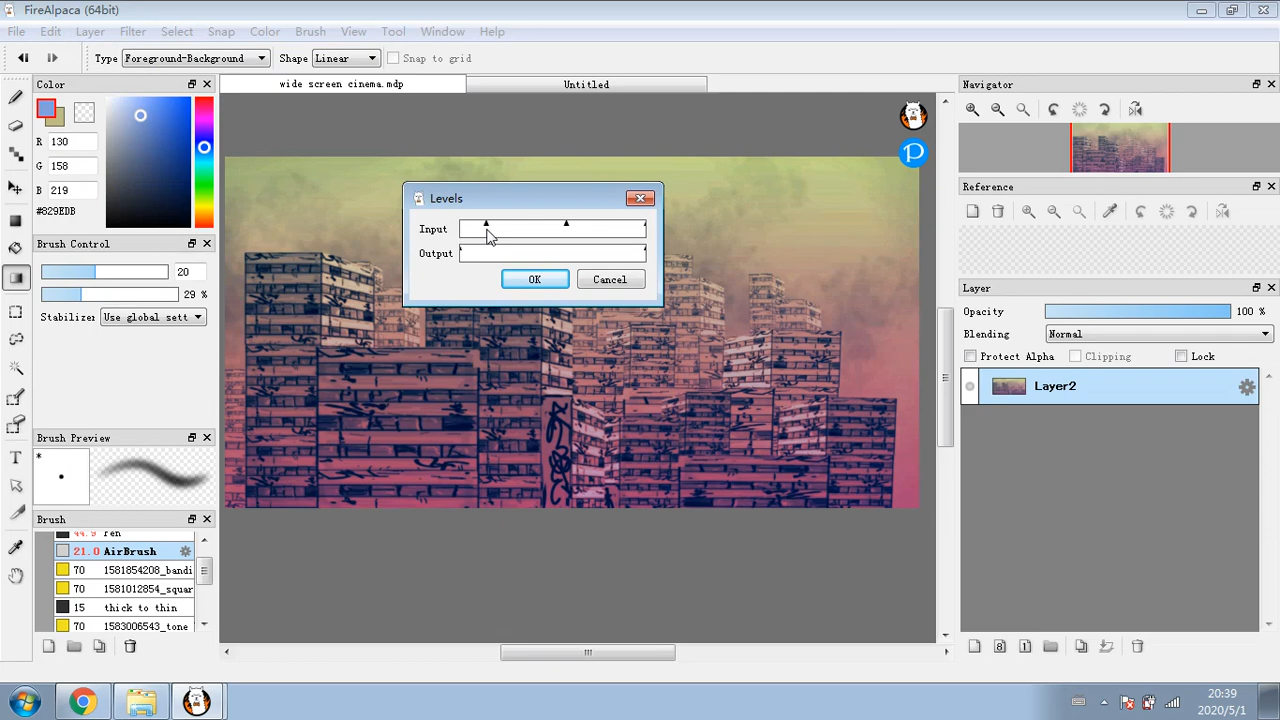 FireAlpaca (64bit)
File Edit Layer Filter Select Snap Color Brush View Tool Window Help
Type Foreground-Background Shape Linear Snap to grid
Color
wide screen cinema.mdp Untitled
Navigator
R 130
G 158
B 219
#829EDB
Reference
Levels
Input
Output
OK Cancel
Brush Control
20
29 %
Stabilizer Use global sett
Layer
Opacity 100 %
Blending Normal
Protect Alpha Clipping Lock
Layer2
Brush Preview
*
Brush
21.0 AirBrush
70 1581854208_bandi
70 1581012854_squar
15 thick to thin
70 1583006543_tone
20:39
2020/5/1